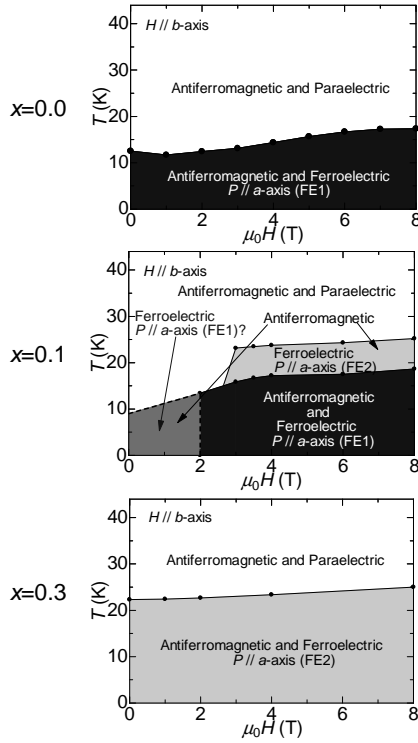 x=0.0
T (K)
40
30
20
10
0
H // b-axis
Antiferromagnetic and Paraelectric
Antiferromagnetic and Ferroelectric
P // a-axis (FE1)
0 2 4 6 8
μ0H (T)
x=0.1
T (K)
40
30
20
10
0
H // b-axis
Antiferromagnetic and Paraelectric
Ferroelectric
P // a-axis (FE1)?
Antiferromagnetic
Ferroelectric
P // a-axis (FE2)
Antiferromagnetic
and
Ferroelectric
P // a-axis (FE1)
0 2 4 6 8
μ0H (T)
x=0.3
T (K)
40
30
20
10
0
H // b-axis
Antiferromagnetic and Paraelectric
Antiferromagnetic and Ferroelectric
P // a-axis (FE2)
0 2 4 6 8
μ0H (T)